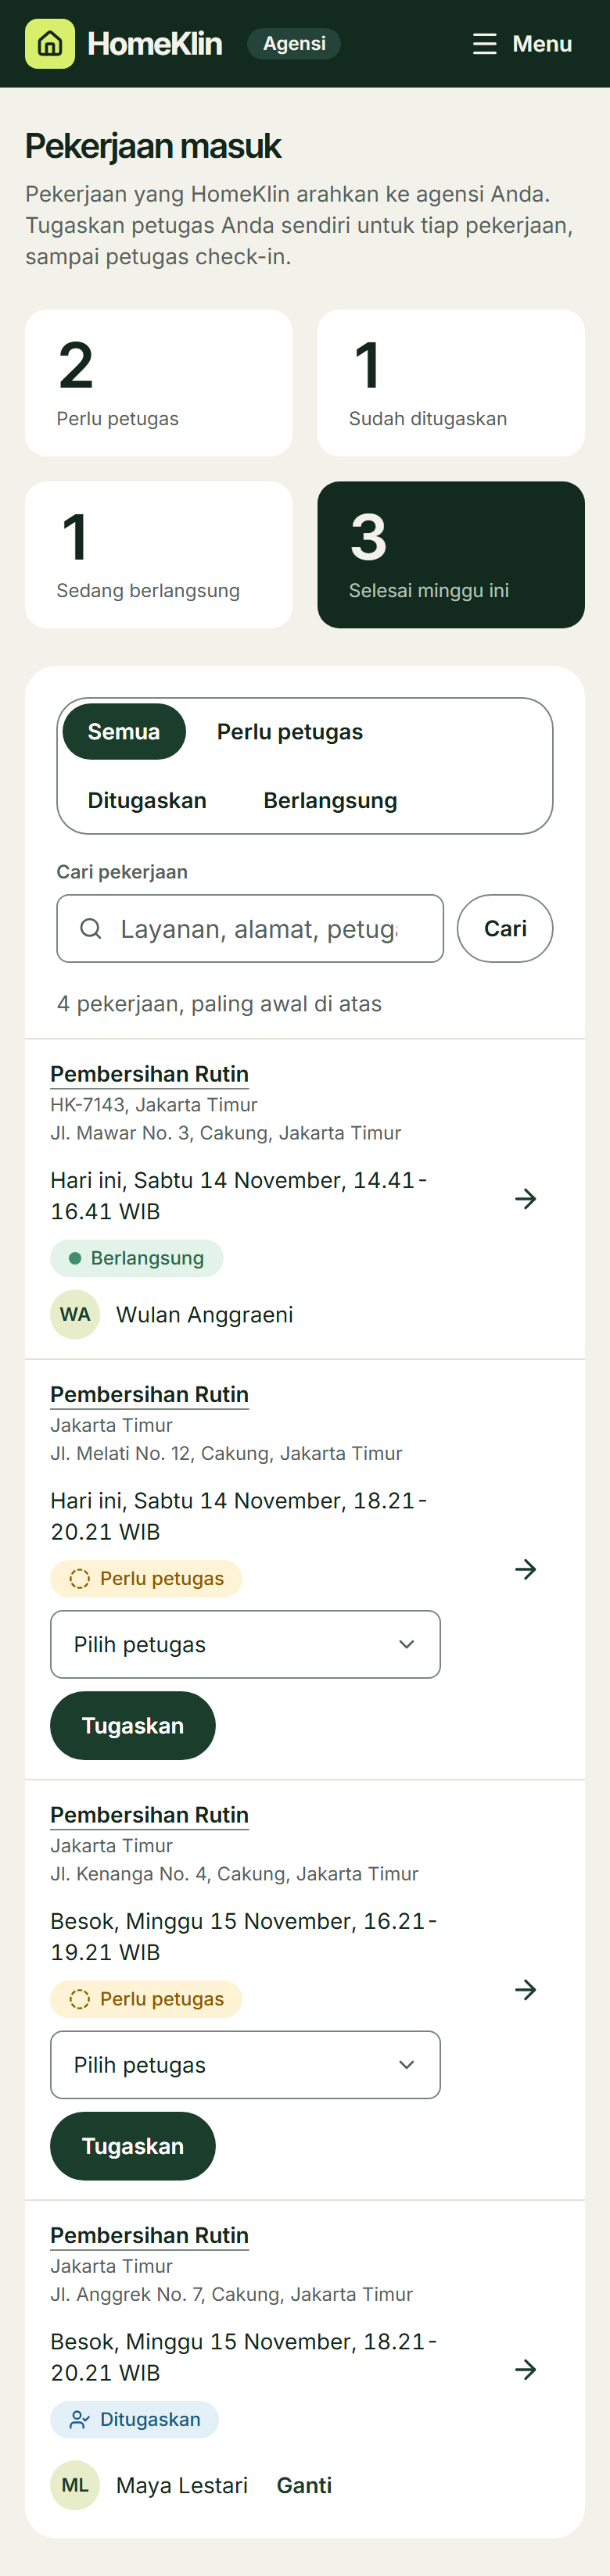 HomeKlin
Agensi
Menu
Pekerjaan masuk
Pekerjaan yang HomeKlin arahkan ke agensi Anda.
Tugaskan petugas Anda sendiri untuk tiap pekerjaan,
sampai petugas check-in.
2
Perlu petugas
1
Sudah ditugaskan
1
Sedang berlangsung
3
Selesai minggu ini
Semua
Perlu petugas
Ditugaskan
Berlangsung
Cari pekerjaan
Layanan, alamat, petuga
Cari
4 pekerjaan, paling awal di atas
Pembersihan Rutin
HK-7143, Jakarta Timur
Jl. Mawar No. 3, Cakung, Jakarta Timur
Hari ini, Sabtu 14 November, 14.41-
16.41 WIB
Berlangsung
WA
Wulan Anggraeni
Pembersihan Rutin
Jakarta Timur
Jl. Melati No. 12, Cakung, Jakarta Timur
Hari ini, Sabtu 14 November, 18.21-
20.21 WIB
Perlu petugas
Pilih petugas
Tugaskan
Pembersihan Rutin
Jakarta Timur
Jl. Kenanga No. 4, Cakung, Jakarta Timur
Besok, Minggu 15 November, 16.21-
19.21 WIB
Perlu petugas
Pilih petugas
Tugaskan
Pembersihan Rutin
Jakarta Timur
Jl. Anggrek No. 7, Cakung, Jakarta Timur
Besok, Minggu 15 November, 18.21-
20.21 WIB
Ditugaskan
ML
Maya Lestari
Ganti